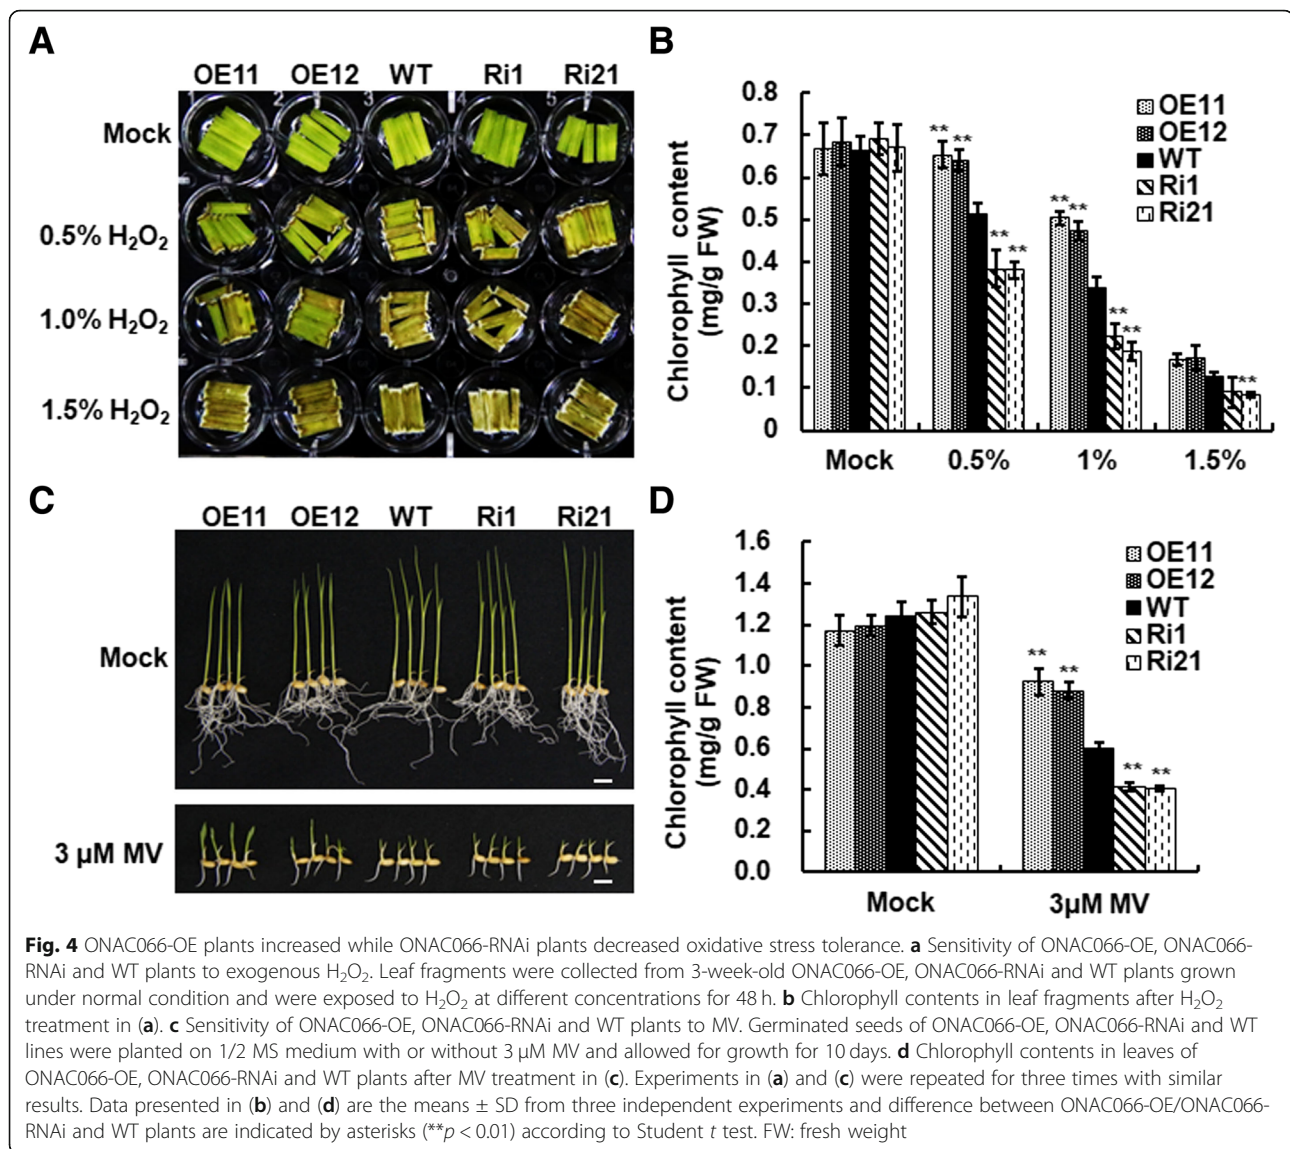 A
OE11 OE12 WT Ri1 Ri21
1 2 3 4 5
Mock
0.5% H₂O₂
1.0% H₂O₂
1.5% H₂O₂
B
Chlorophyll content
(mg/g FW)
0.8
0.7
0.6
0.5
0.4
0.3
0.2
0.1
0
** ** ** **
** ** ** **
**
OE11
OE12
WT
Ri1
Ri21
Mock 0.5% 1% 1.5%
C
OE11 OE12 WT Ri1 Ri21
Mock
3 µM MV
D
Chlorophyll content
(mg/g FW)
1.6
1.4
1.2
1.0
0.8
0.6
0.4
0.2
0.0
** ** ** **
OE11
OE12
WT
Ri1
Ri21
Mock 3µM MV
Fig. 4 ONAC066-OE plants increased while ONAC066-RNAi plants decreased oxidative stress tolerance. a Sensitivity of ONAC066-OE, ONAC066-
RNAi and WT plants to exogenous H₂O₂. Leaf fragments were collected from 3-week-old ONAC066-OE, ONAC066-RNAi and WT plants grown
under normal condition and were exposed to H₂O₂ at different concentrations for 48 h. b Chlorophyll contents in leaf fragments after H₂O₂
treatment in (a). c Sensitivity of ONAC066-OE, ONAC066-RNAi and WT plants to MV. Germinated seeds of ONAC066-OE, ONAC066-RNAi and WT
lines were planted on 1/2 MS medium with or without 3 µM MV and allowed for growth for 10 days. d Chlorophyll contents in leaves of
ONAC066-OE, ONAC066-RNAi and WT plants after MV treatment in (c). Experiments in (a) and (c) were repeated for three times with similar
results. Data presented in (b) and (d) are the means ± SD from three independent experiments and difference between ONAC066-OE/ONAC066-
RNAi and WT plants are indicated by asterisks (**p < 0.01) according to Student t test. FW: fresh weight